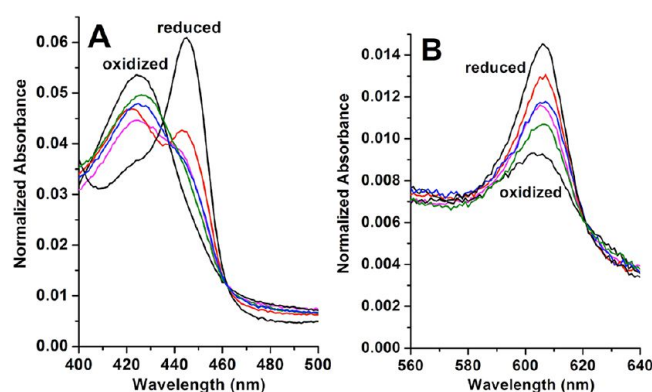 A
reduced
oxidized
Normalized Absorbance
0.06
0.05
0.04
0.03
0.02
0.01
0.00
400 420 440 460 480 500
Wavelength (nm)
B
reduced
oxidized
Normalized Absorbance
0.014
0.012
0.010
0.008
0.006
0.004
0.002
0.000
560 580 600 620 640
Wavelength (nm)